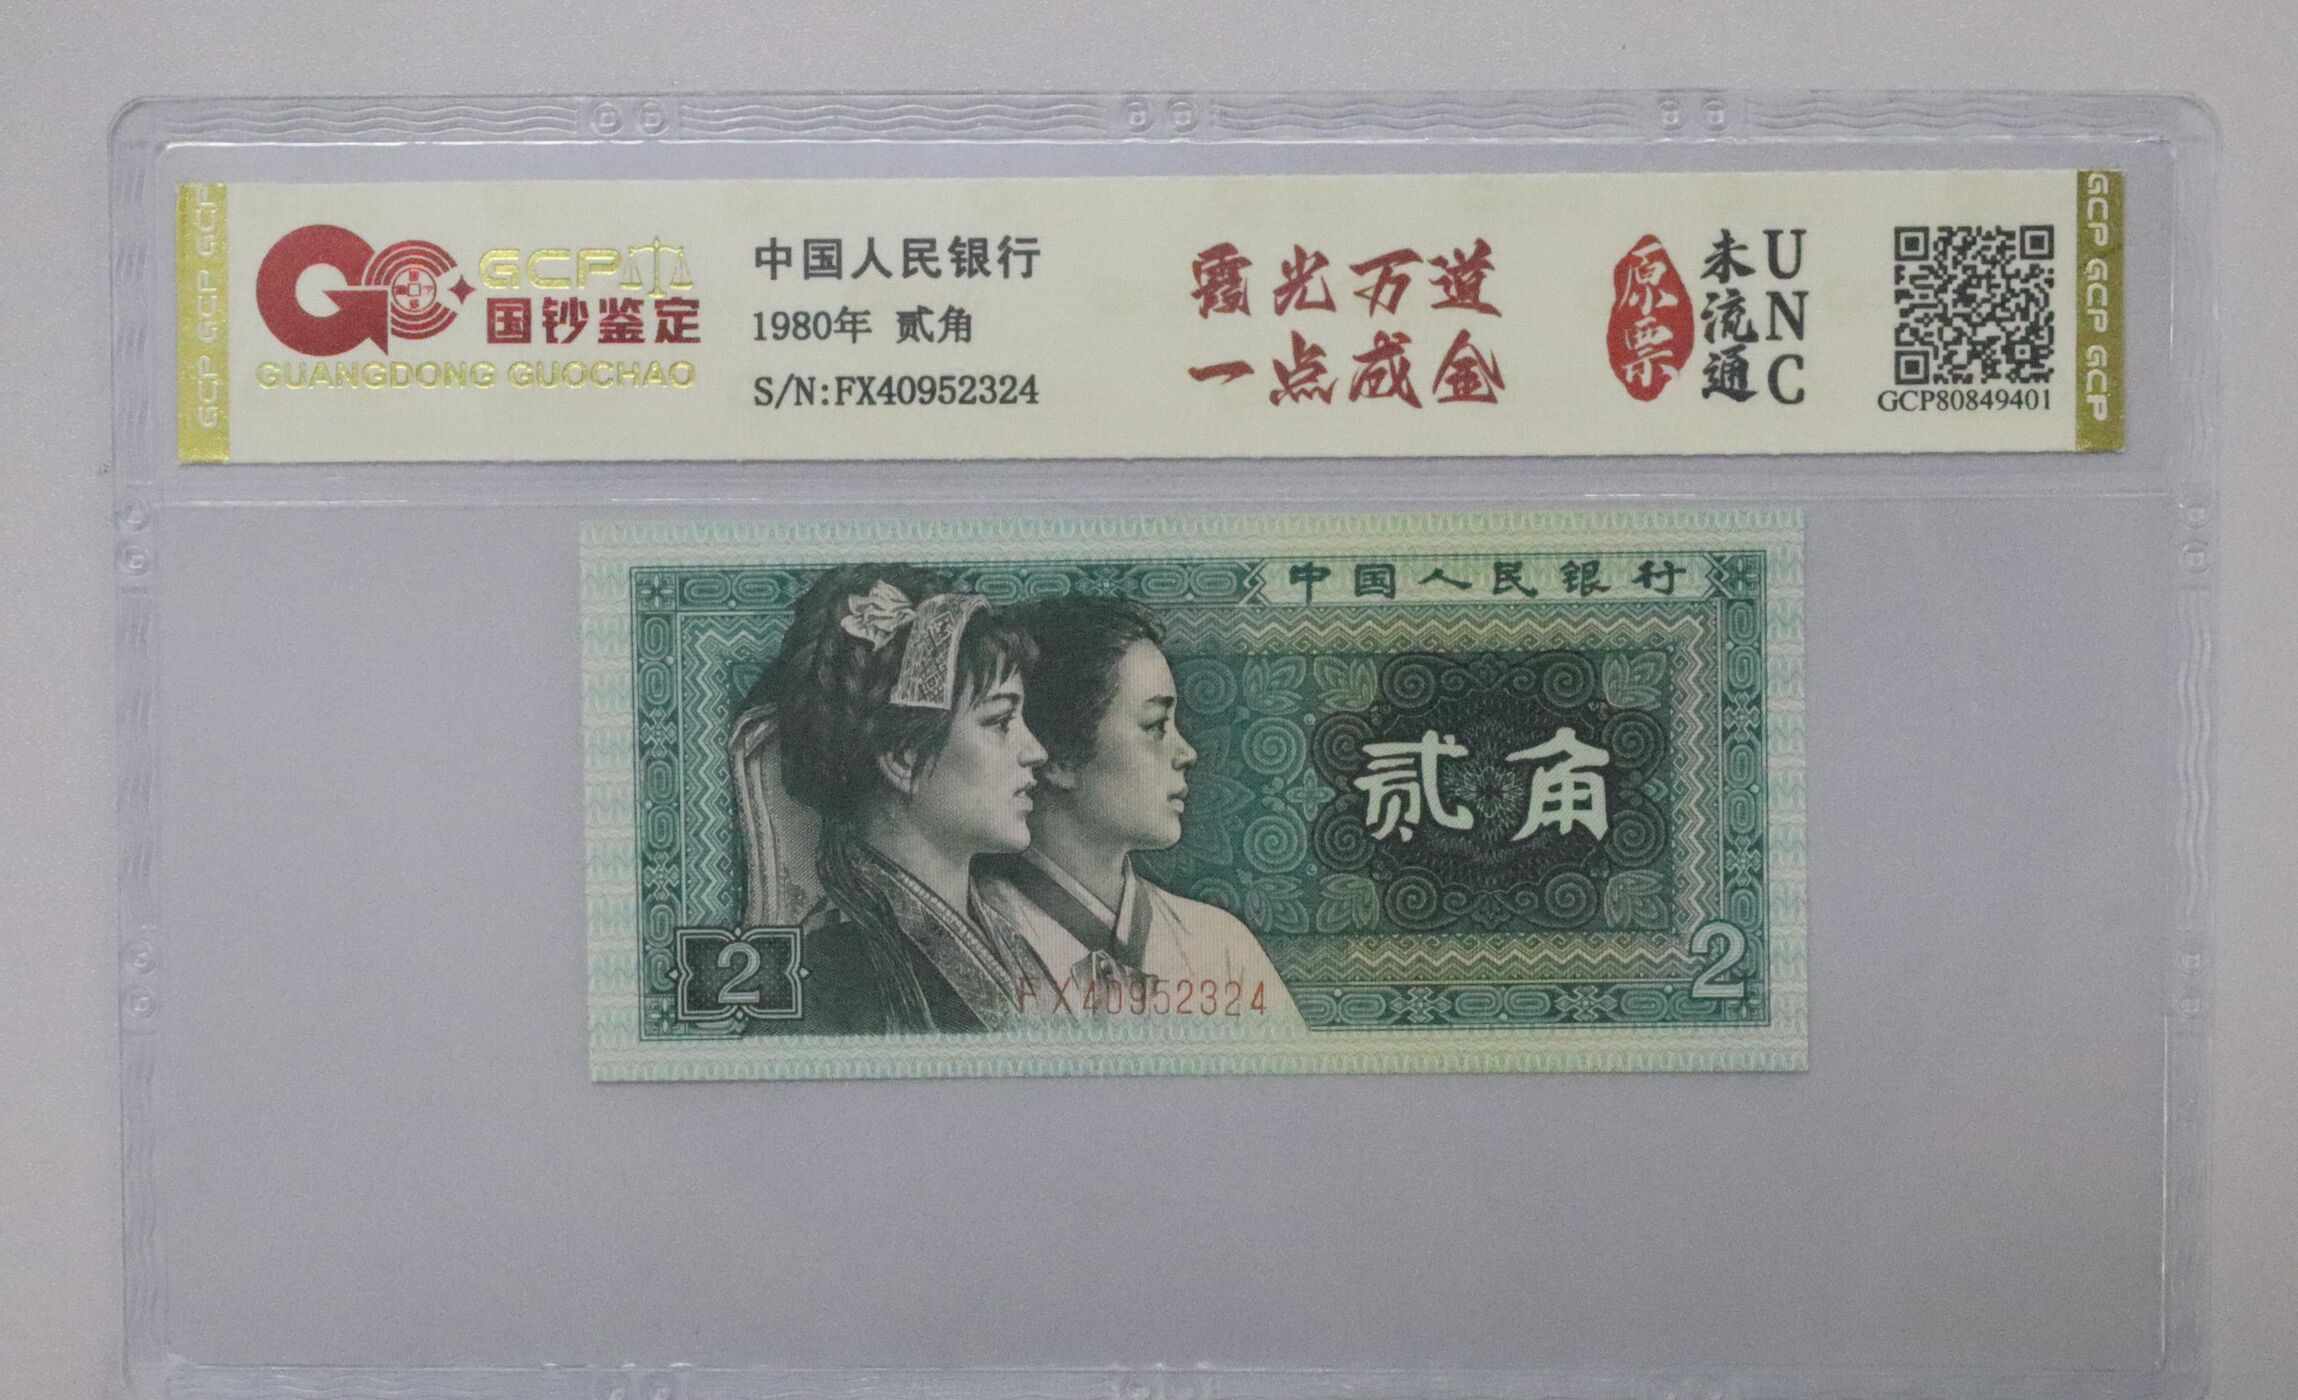 GCP
国钞鉴定
GUANGDONG GUOCHAO
中国人民银行
1980年 贰角
S/N:FX40952324
霞光万道
一点成金
原票
未流通
UNC
GCP80849401
GCP GCP GCP
GCP GCP GCP
中国人民银行
贰角
2
2
FX40952324